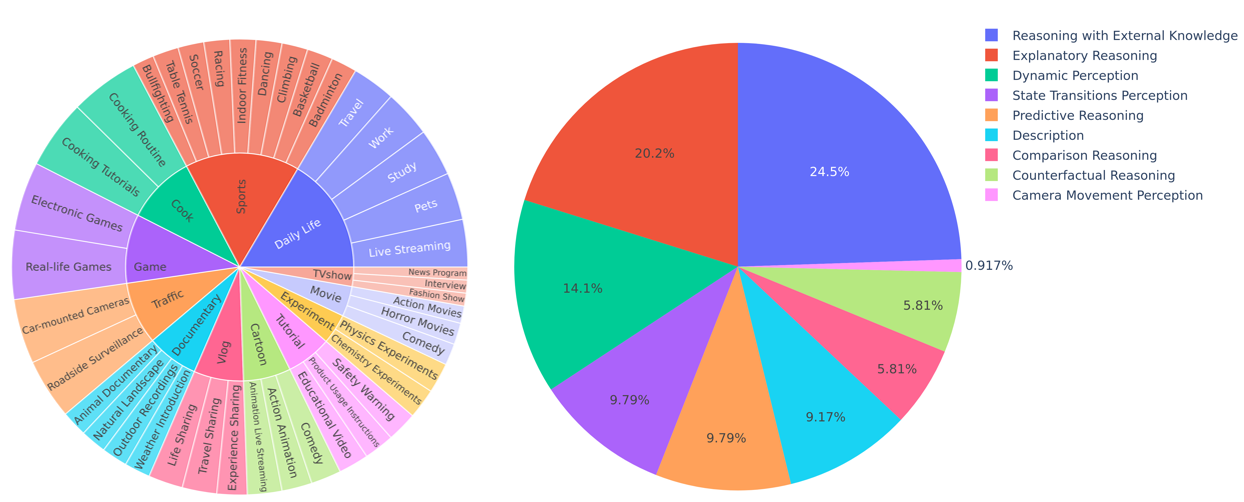 Daily Life
Travel
Work
Study
Pets
Live Streaming
Sports
Bullfighting
Table Tennis
Soccer
Racing
Indoor Fitness
Dancing
Climbing
Basketball
Badminton
Cook
Cooking Routine
Cooking Tutorials
Game
Electronic Games
Real-life Games
Traffic
Car-mounted Cameras
Roadside Surveillance
Documentary
Animal Documentary
Natural Landscape
Outdoor Recordings
Weather Introduction
Vlog
Life Sharing
Travel Sharing
Experience Sharing
Cartoon
Animation Live Streaming
Action Animation
Comedy
Tutorial
Educational Video
Product Usage Instructions
Safety Warning
Experiment
Chemistry Experiments
Physics Experiments
Movie
Comedy
Horror Movies
Action Movies
TVshow
Fashion Show
Interview
News Program
24.5%
20.2%
14.1%
9.79%
9.79%
9.17%
5.81%
5.81%
0.917%
Reasoning with External Knowledge
Explanatory Reasoning
Dynamic Perception
State Transitions Perception
Predictive Reasoning
Description
Comparison Reasoning
Counterfactual Reasoning
Camera Movement Perception